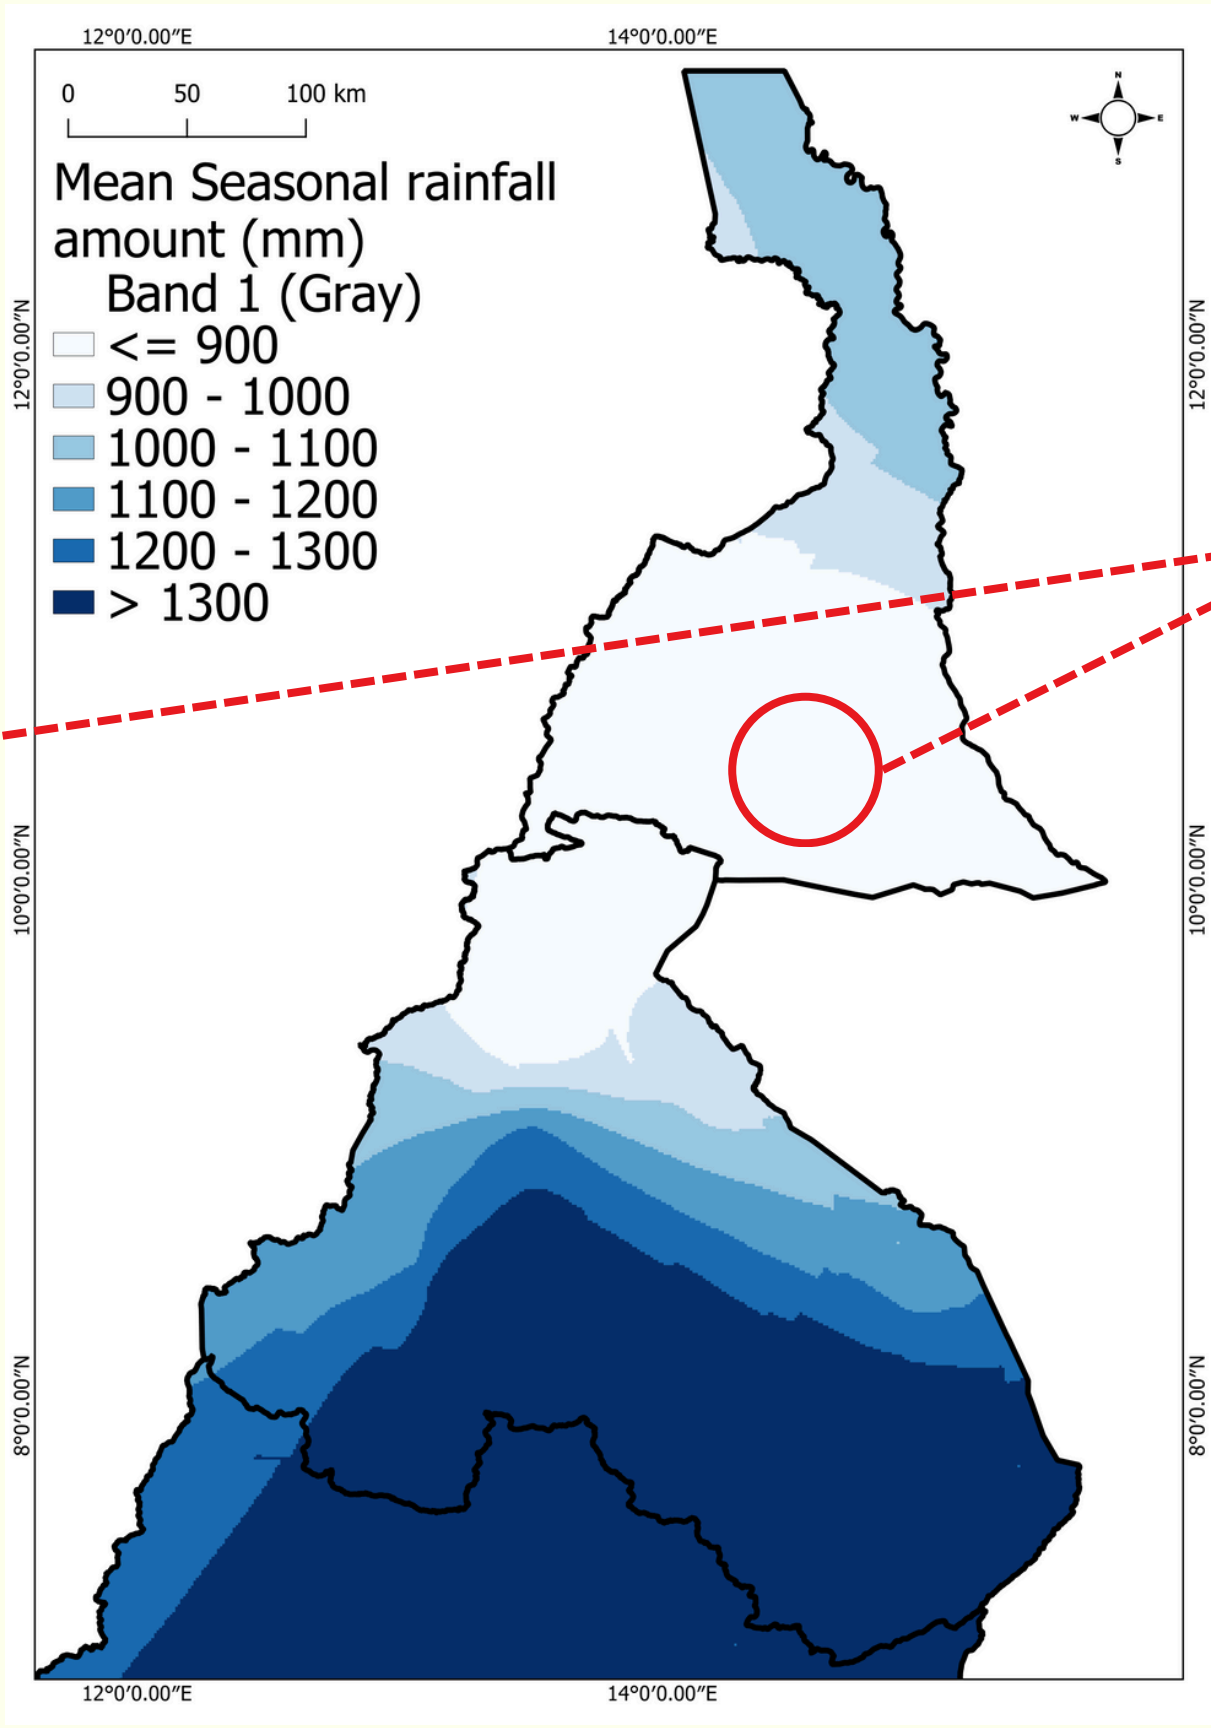 12°0′0.00″E 14°0′0.00″E
0 50 100 km
N
W E
S
Mean Seasonal rainfall
amount (mm)
Band 1 (Gray)
<= 900
900 - 1000
1000 - 1100
1100 - 1200
1200 - 1300
> 1300
12°0′0.00″N 12°0′0.00″N
10°0′0.00″N 10°0′0.00″N
8°0′0.00″N 8°0′0.00″N
12°0′0.00″E 14°0′0.00″E